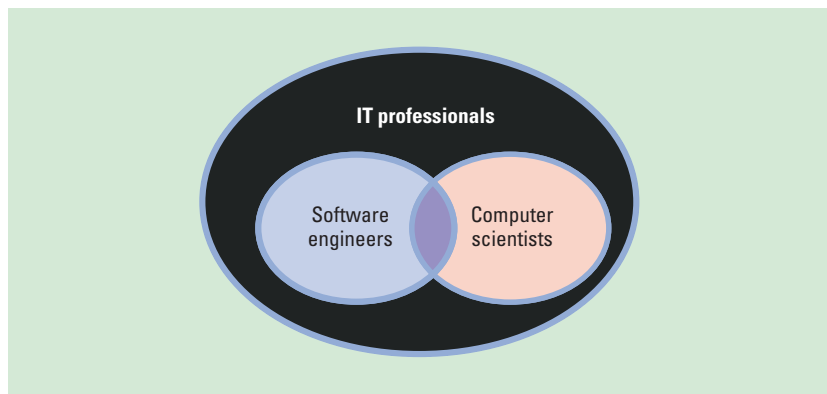 IT professionals
Software
engineers
Computer
scientists